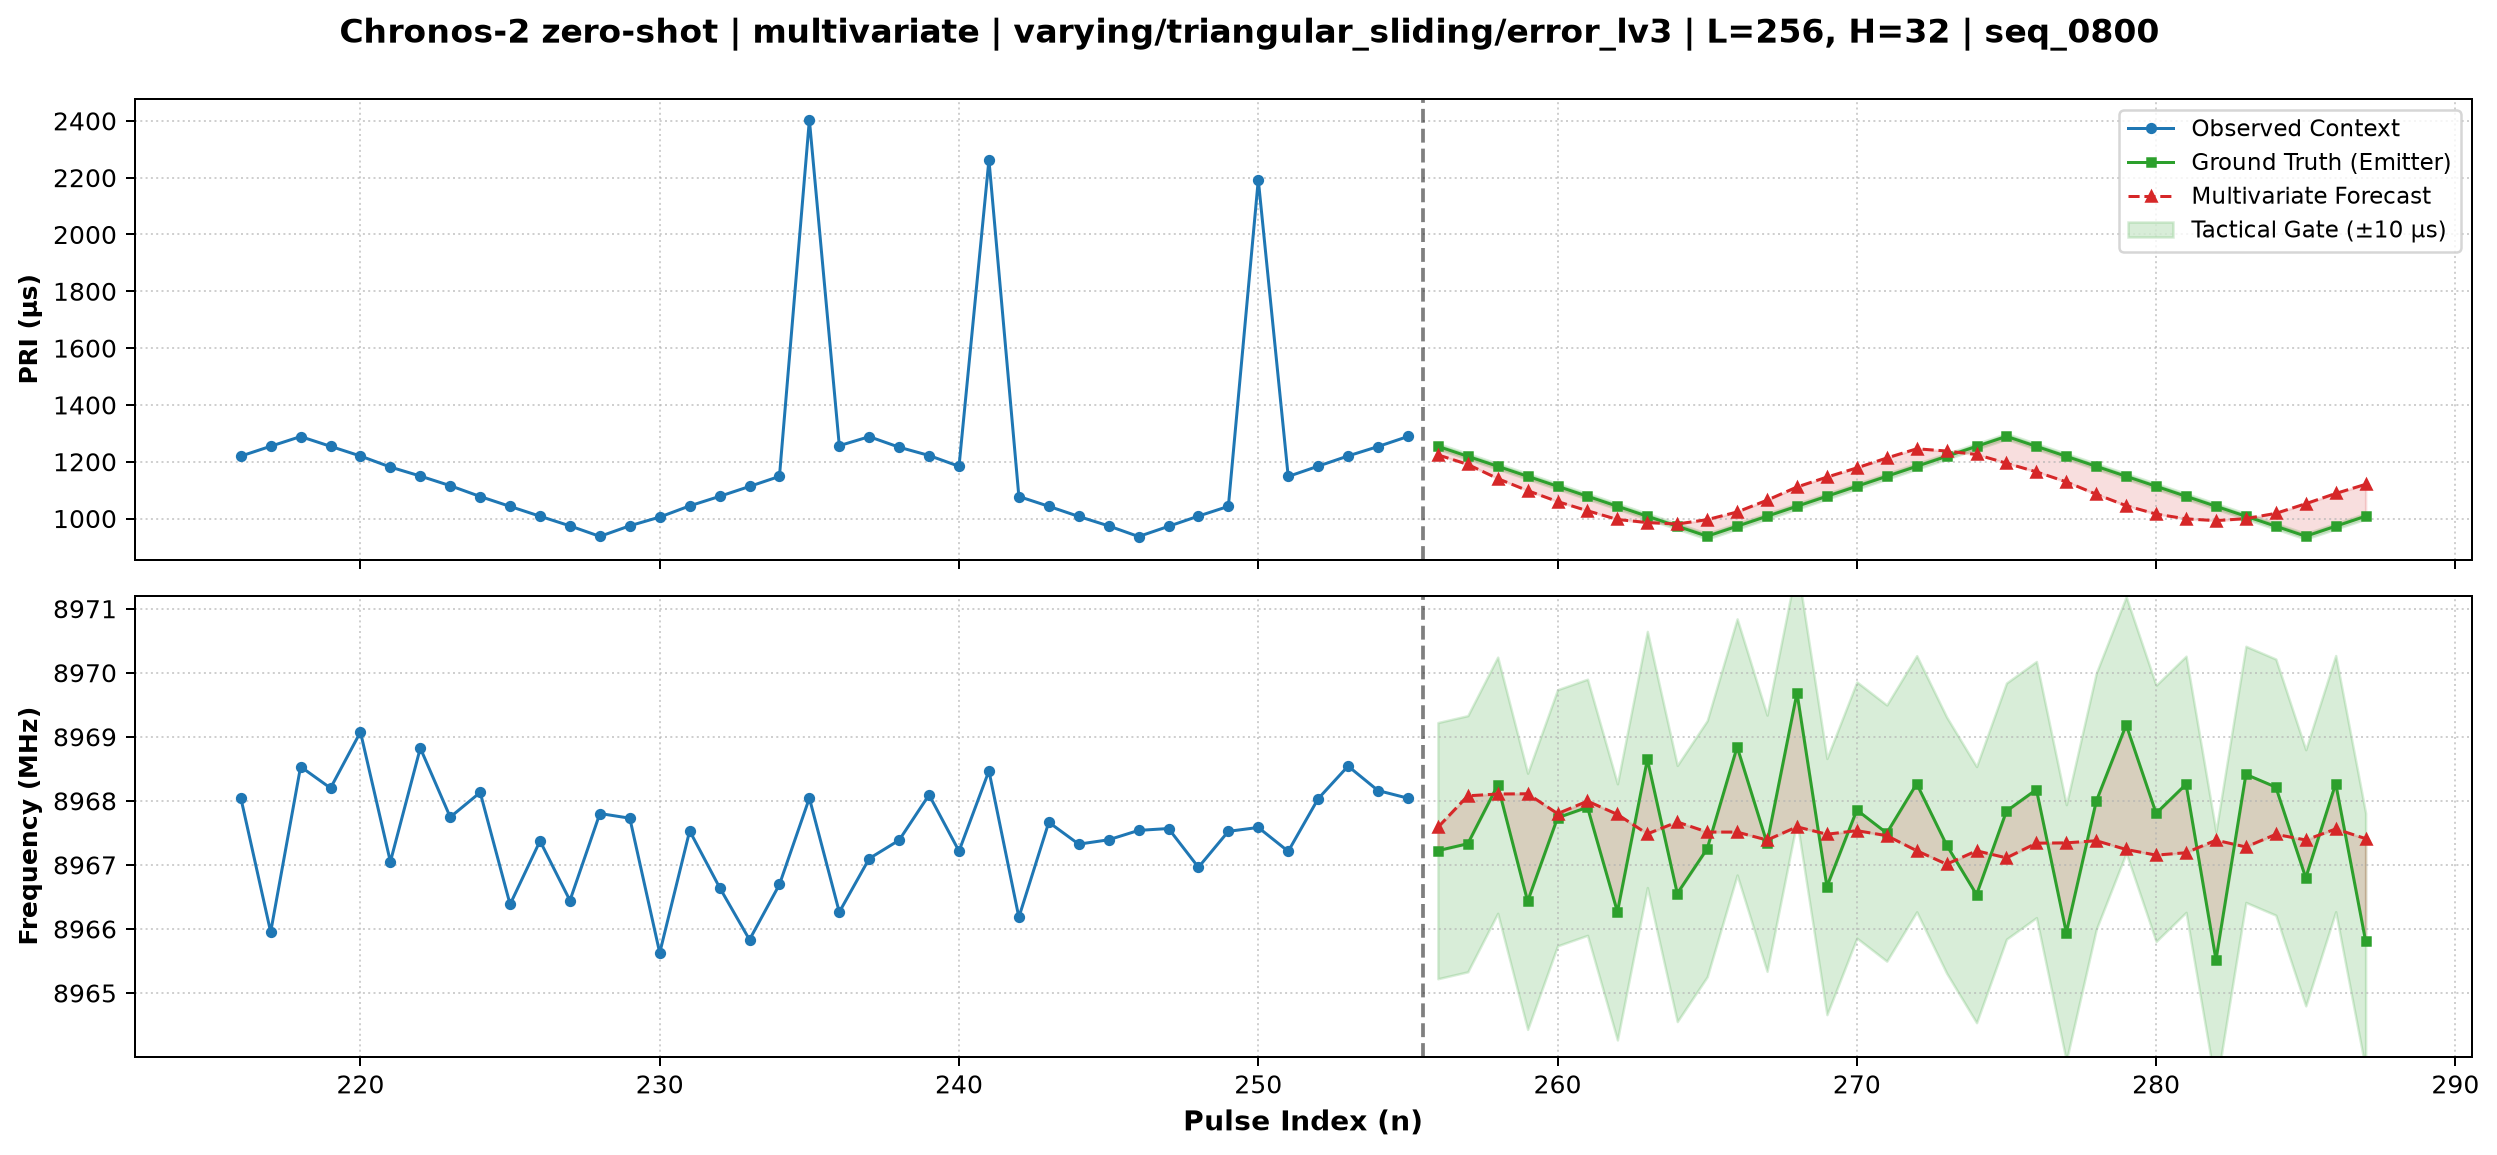 Chronos-2 zero-shot | multivariate | varying/triangular_sliding/error_lv3 | L=256, H=32 | seq_0800
2400
2200
2000
1800
1600
1400
1200
1000
PRI (µs)
Observed Context
Ground Truth (Emitter)
Multivariate Forecast
Tactical Gate (±10 µs)
8971
8970
8969
8968
8967
8966
8965
Frequency (MHz)
220 230 240 250 260 270 280 290
Pulse Index (n)